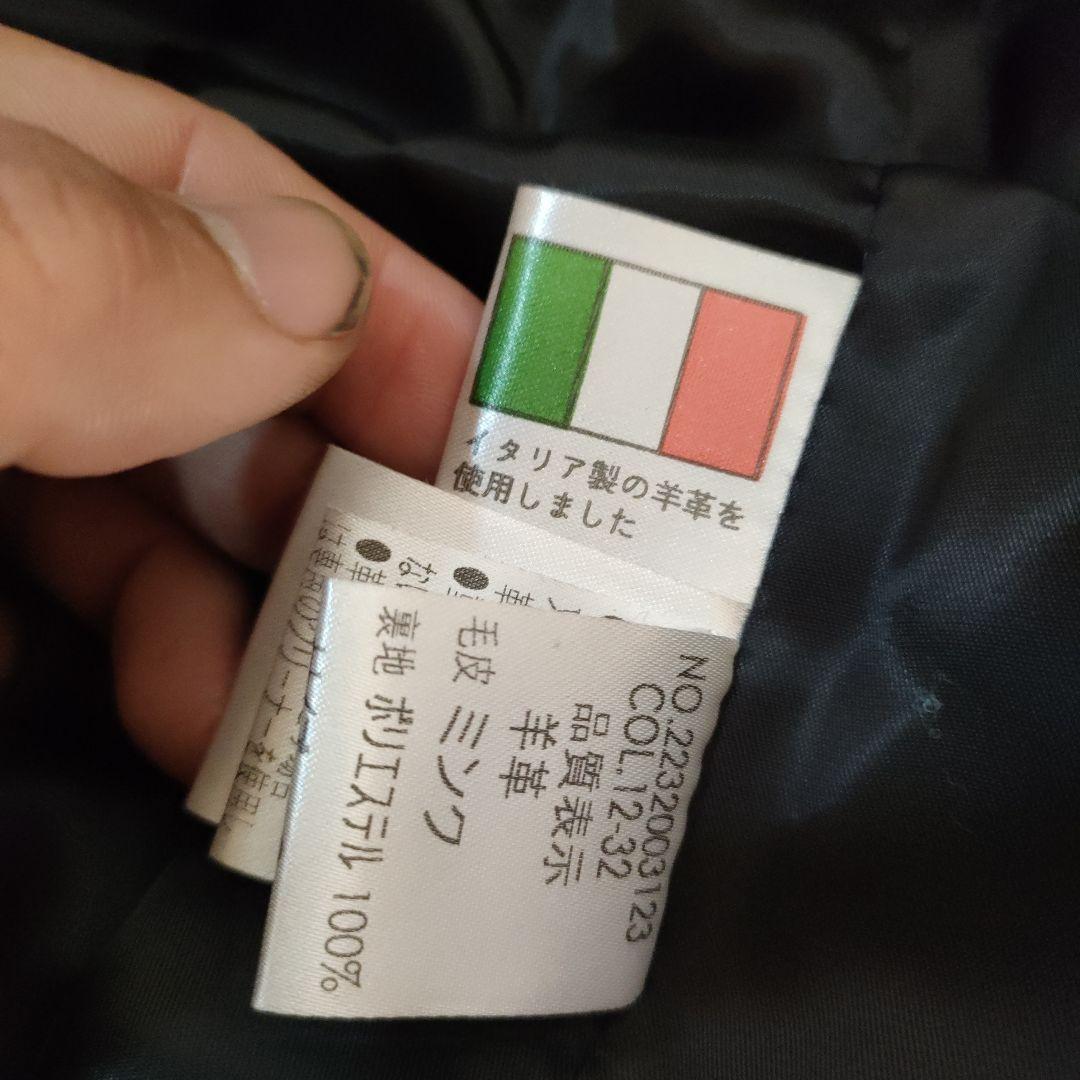 イタリア製の羊革を
使用しました
NO.2232003123
COL.12-32
品質表示
羊革
毛皮 ミンク
裏地 ポリエステル 100%